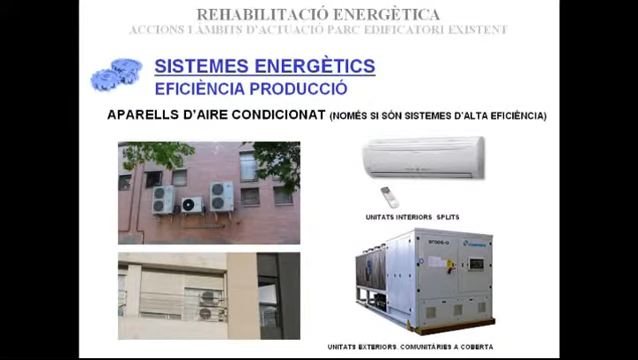 REHABILITACIÓ ENERGÈTICA
ACCIONS I ÀMBITS D'ACTUACIÓ PARC EDIFICATORI EXISTENT
SISTEMES ENERGÈTICS
EFICIÈNCIA PRODUCCIÓ
APARELLS D'AIRE CONDICIONAT (NOMÉS SI SÓN SISTEMES D'ALTA EFICIÈNCIA)
UNITATS INTERIORS SPLITS
UNITATS EXTERIORS. COMUNITÀRIES A COBERTA